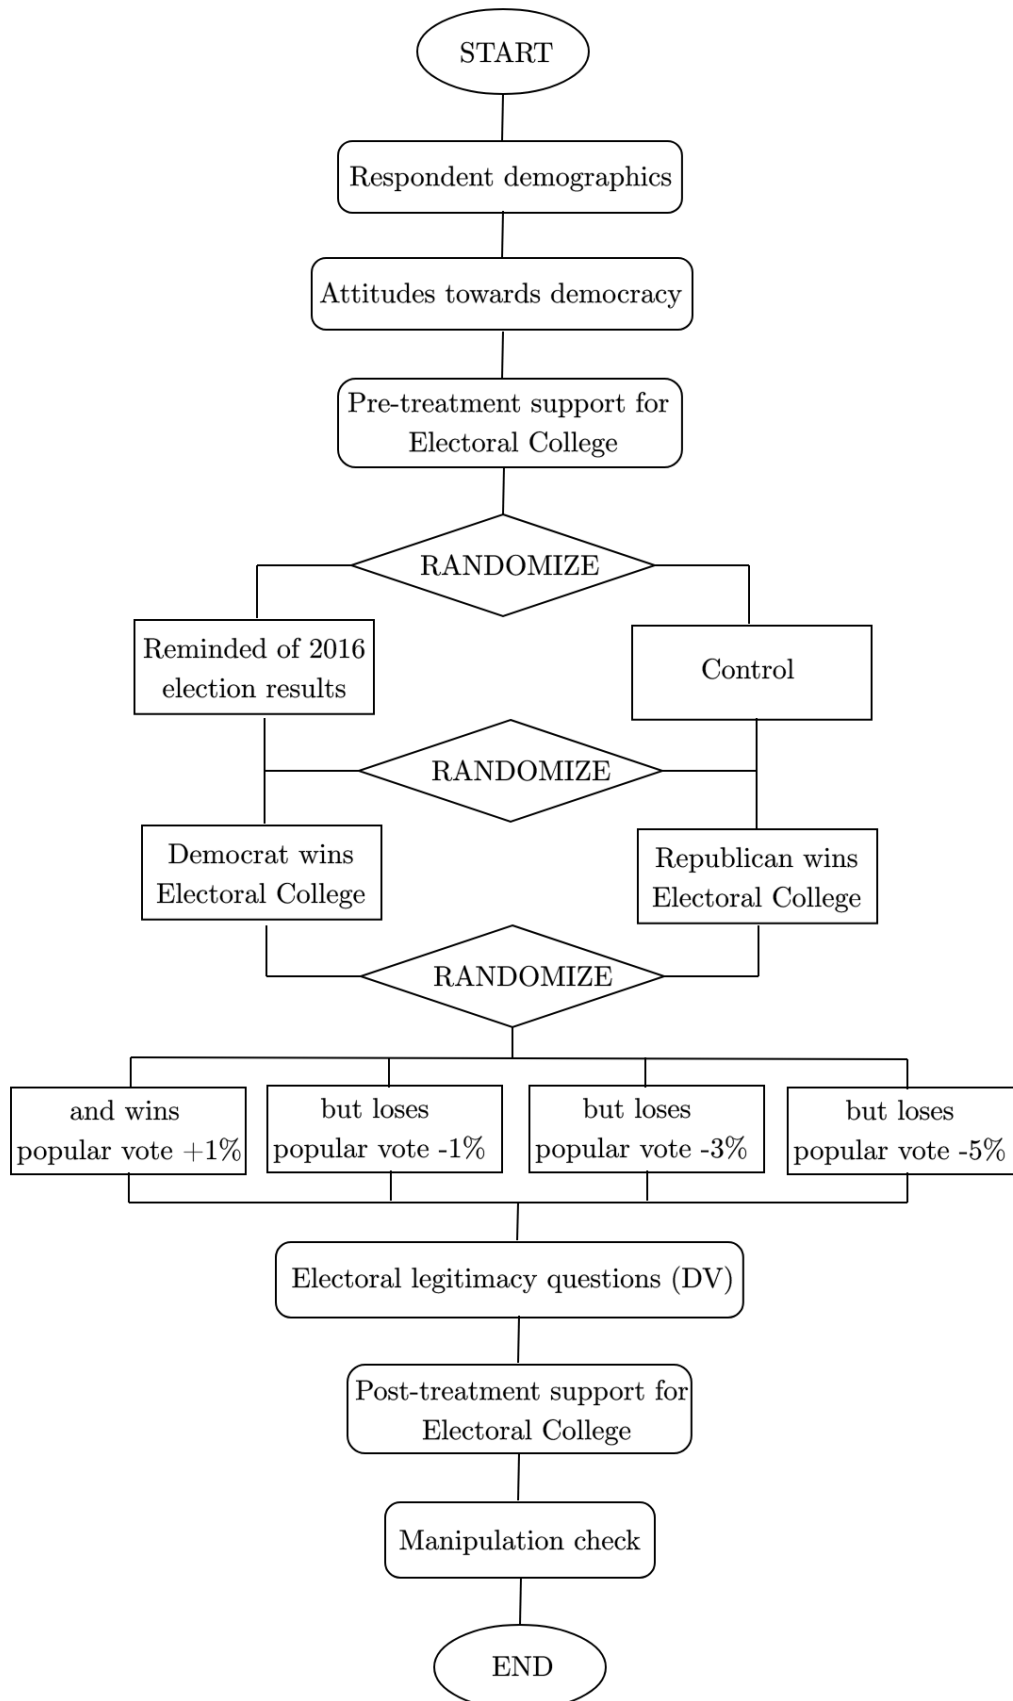 START
Respondent demographics
Attitudes towards democracy
Pre-treatment support for
Electoral College
RANDOMIZE
Reminded of 2016
election results
Control
RANDOMIZE
Democrat wins
Electoral College
Republican wins
Electoral College
RANDOMIZE
and wins
popular vote +1%
but loses
popular vote -1%
but loses
popular vote -3%
but loses
popular vote -5%
Electoral legitimacy questions (DV)
Post-treatment support for
Electoral College
Manipulation check
END